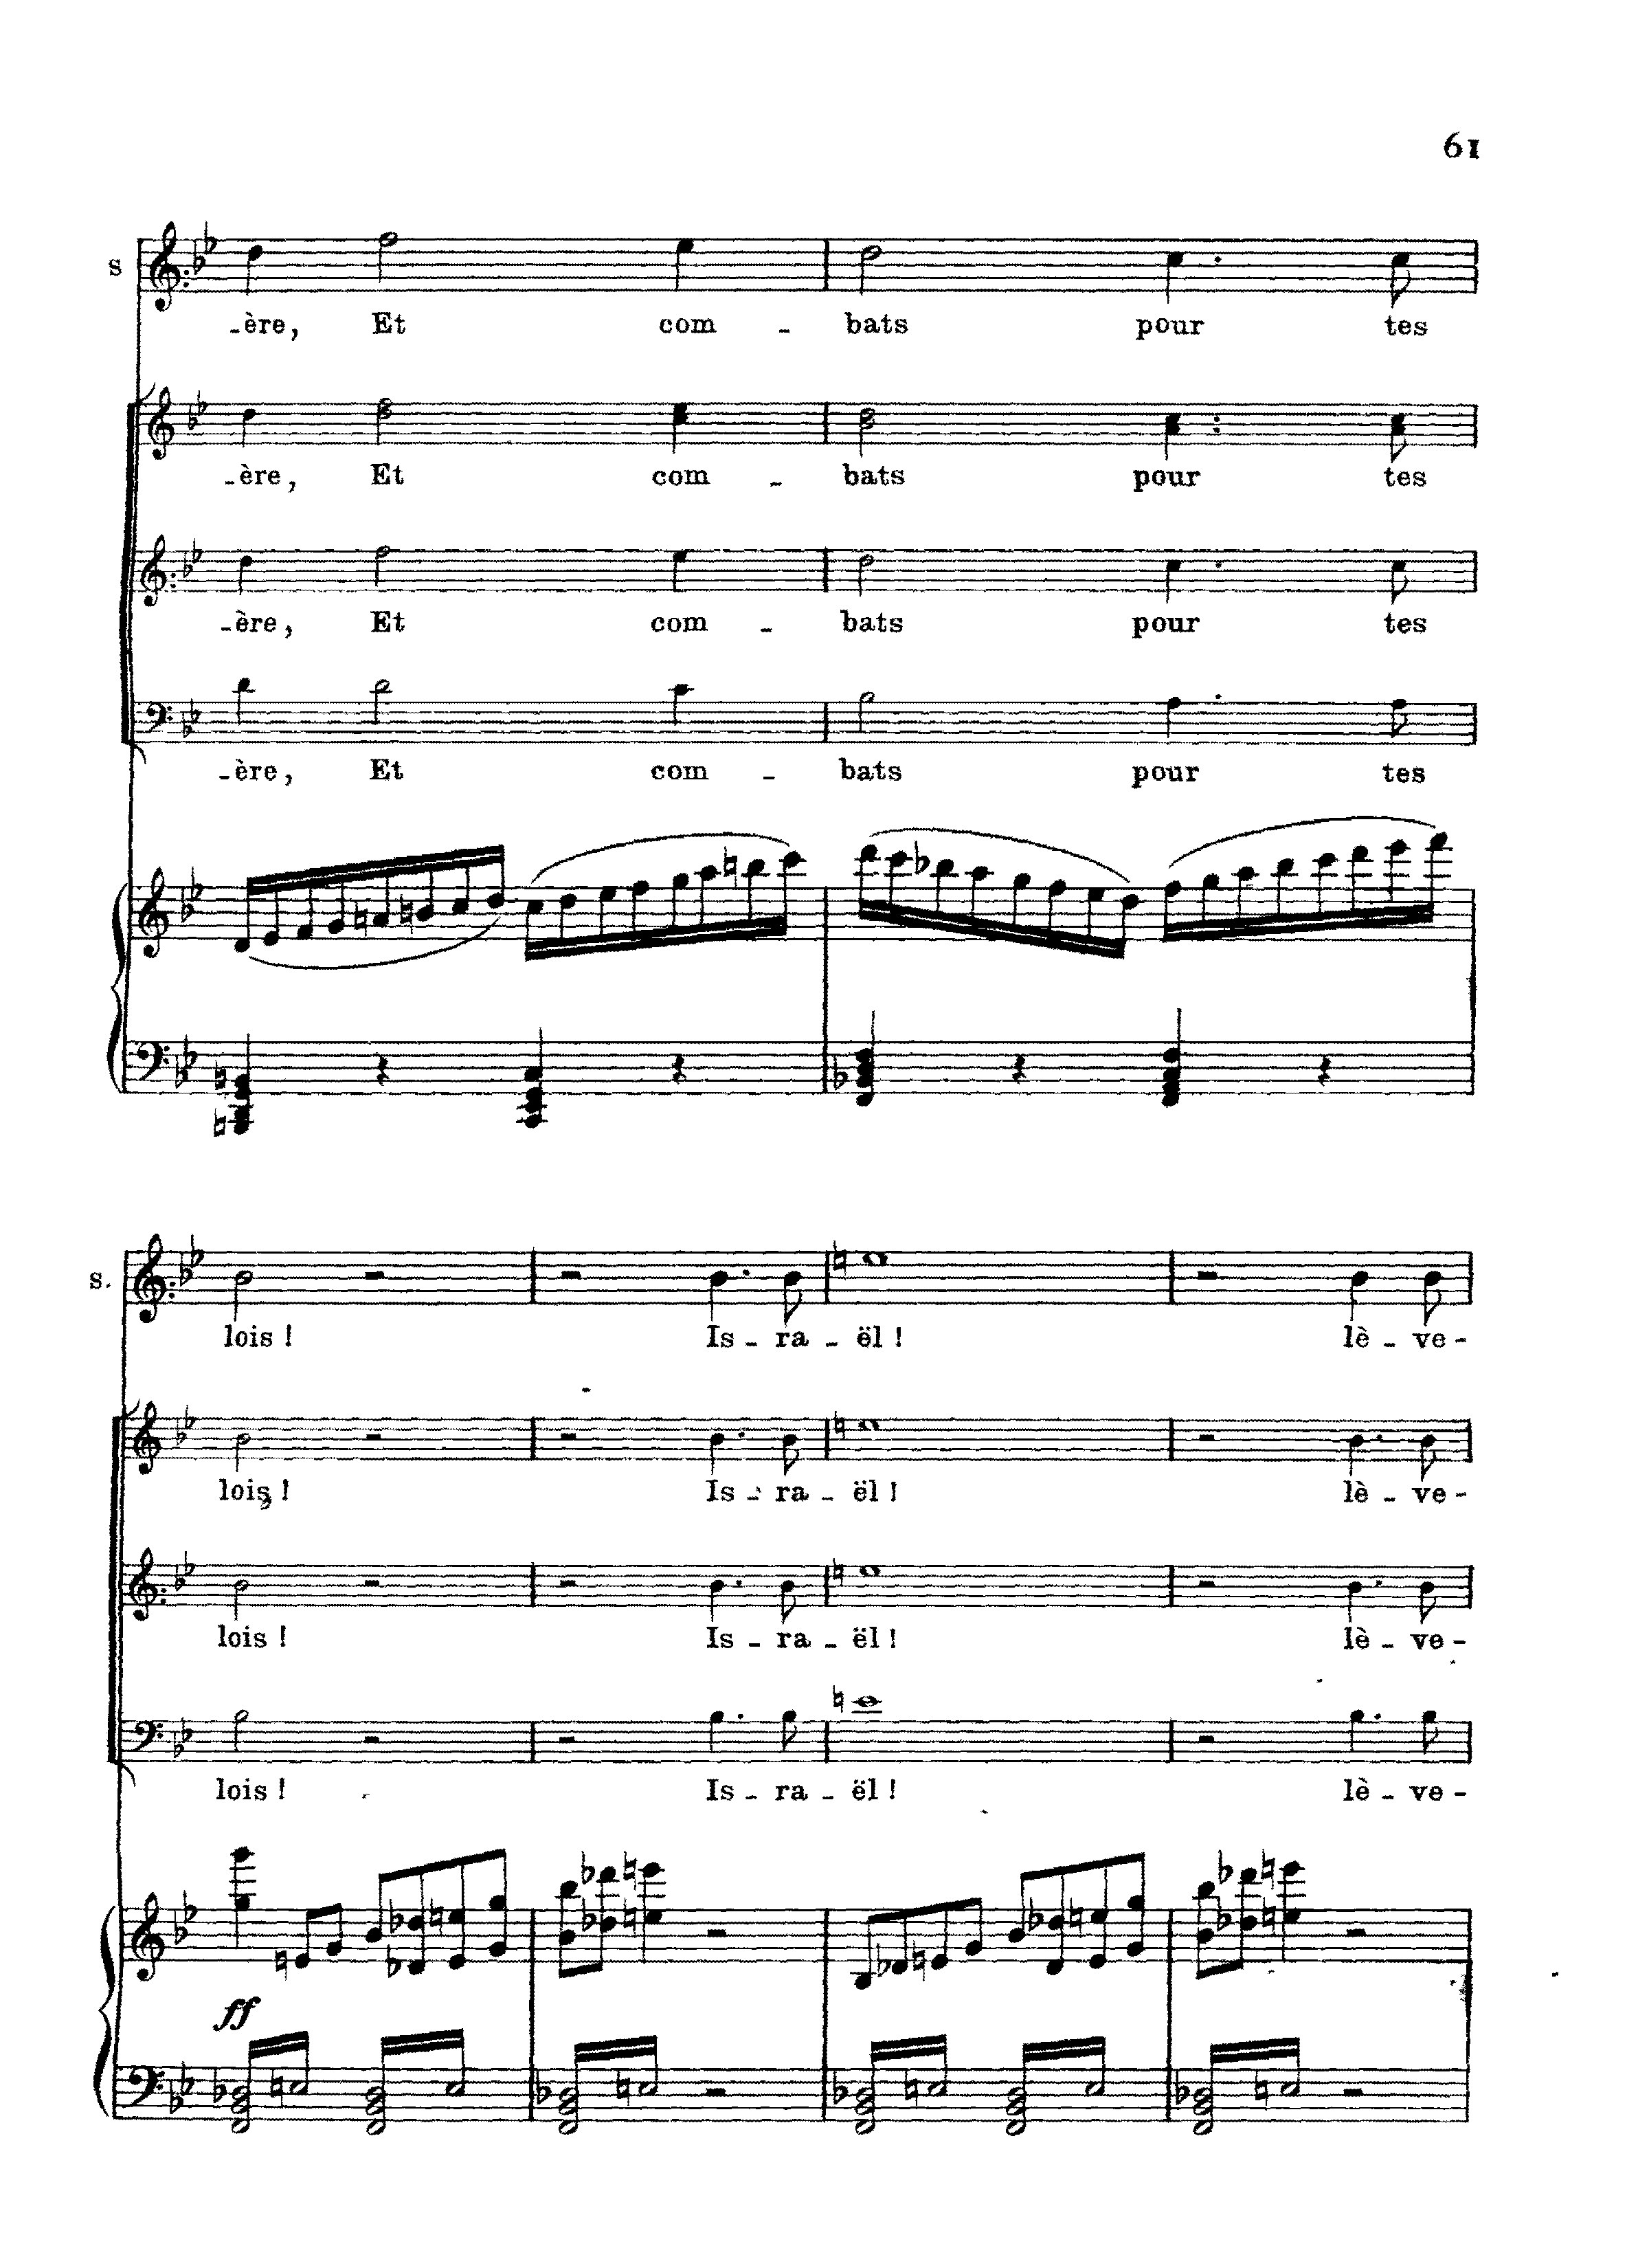 61
s
-ère, Et com - bats pour tes
-ère, Et com - bats pour tes
-ère, Et com - bats pour tes
-ère, Et com - bats pour tes
s.
lois ! Is - ra - ël ! lè - ve -
lois ! Is - ra - ël ! lè - ve -
lois ! Is - ra - ël ! lè - ve -
lois ! Is - ra - ël ! lè - ve -
ff